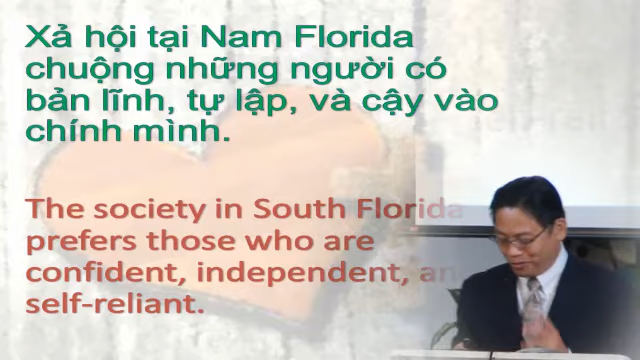 Xả hội tại Nam Florida
chuộng những người có
bản lĩnh, tự lập, và cậy vào
chính mình.
The society in South Florida
prefers those who are
confident, independent, an
self-reliant.